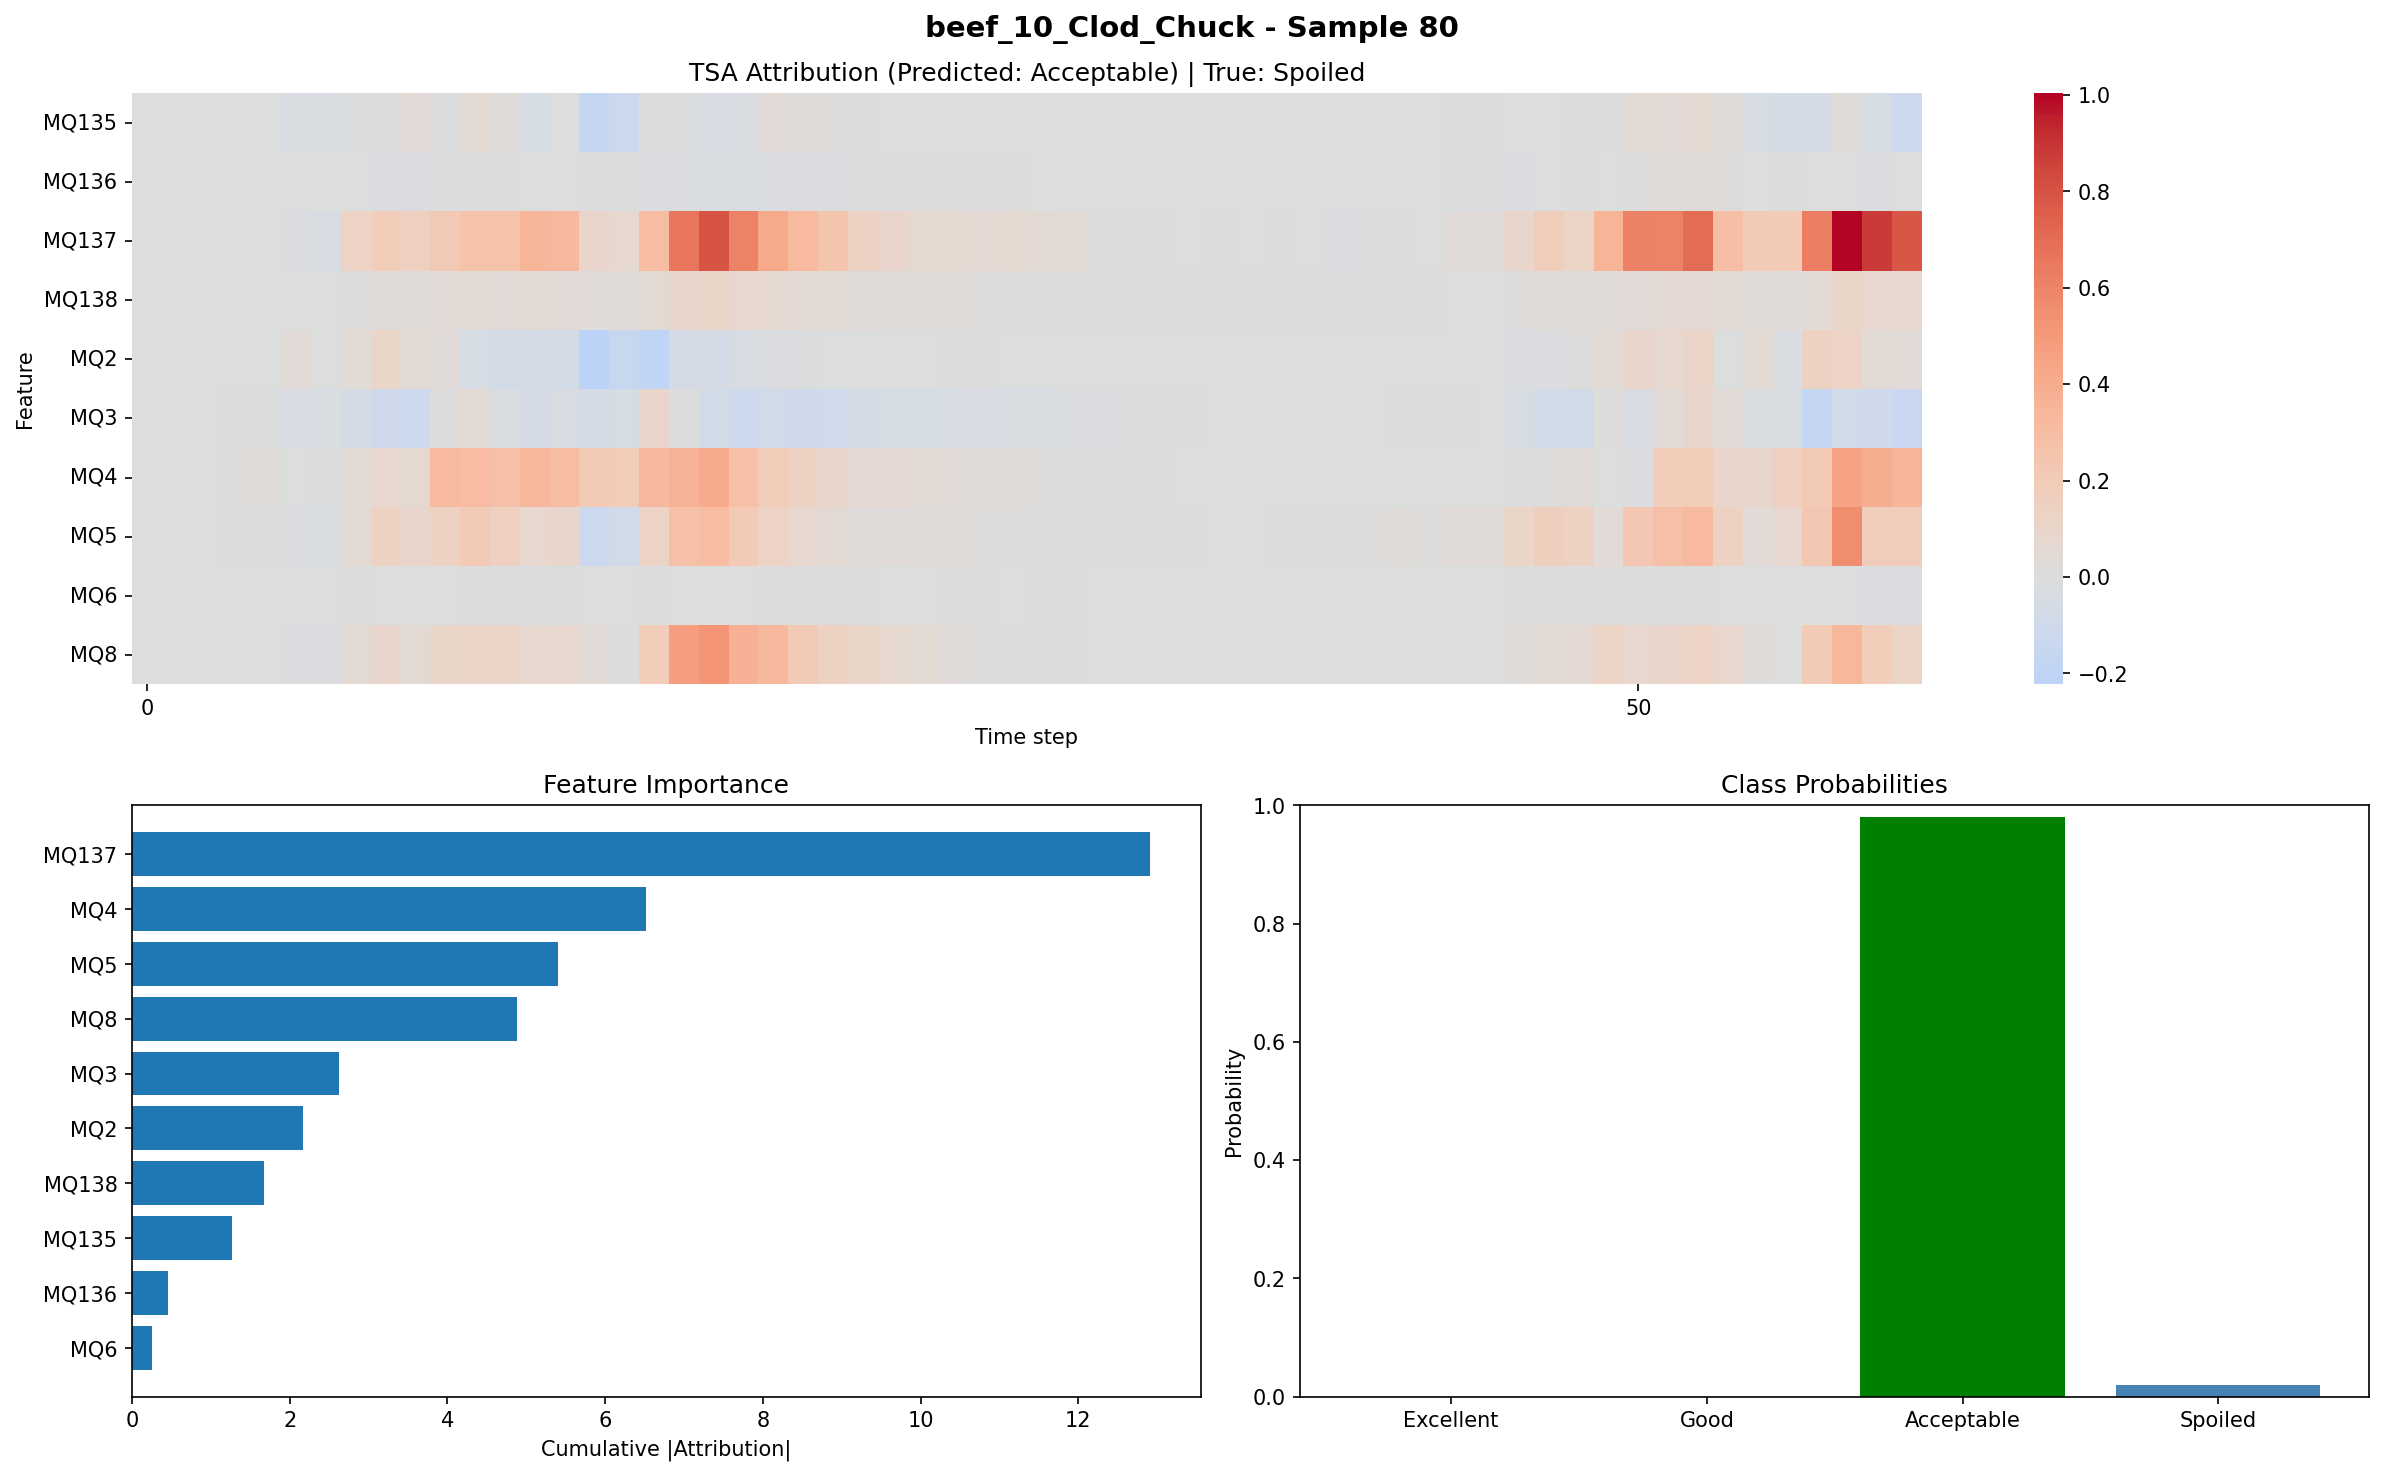 beef_10_Clod_Chuck - Sample 80
TSA Attribution (Predicted: Acceptable) | True: Spoiled
Feature
MQ135
MQ136
MQ137
MQ138
MQ2
MQ3
MQ4
MQ5
MQ6
MQ8
0
50
Time step
1.0
0.8
0.6
0.4
0.2
0.0
−0.2
Feature Importance
MQ137
MQ4
MQ5
MQ8
MQ3
MQ2
MQ138
MQ135
MQ136
MQ6
0
2
4
6
8
10
12
Cumulative |Attribution|
Class Probabilities
Probability
1.0
0.8
0.6
0.4
0.2
0.0
Excellent
Good
Acceptable
Spoiled